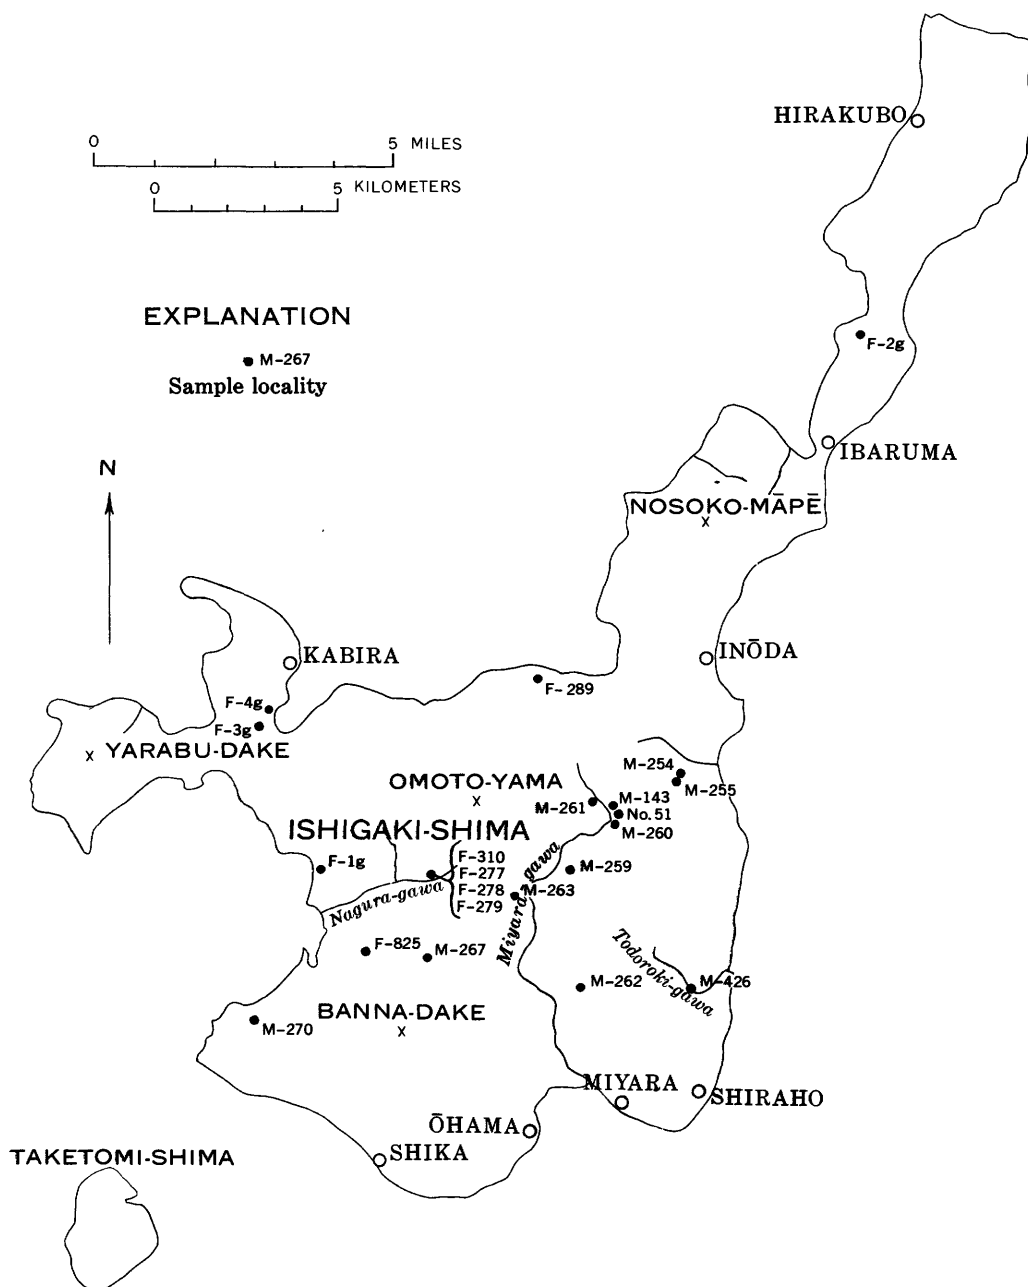 HIRAKUBO
0 5 MILES
0 5 KILOMETERS
EXPLANATION
M-267
Sample locality
F-2g
IBARUMA
N
NOSOKO-MĀPĒ
x
INŌDA
KABIRA
F-289
F-4g
F-3g
x YARABU-DAKE
M-254
M-255
OMOTO-YAMA
x
M-261
M-143
No. 51
M-260
ISHIGAKI-SHIMA
F-1g
F-310
F-277
F-278
F-279
M-259
M-263
Nagura-gawa
Miyara-gawa
F-825
M-267
Todoroki-gawa
M-262
M-426
BANNA-DAKE
x
M-270
MIYARA
SHIRAHO
ŌHAMA
SHIKA
TAKETOMI-SHIMA